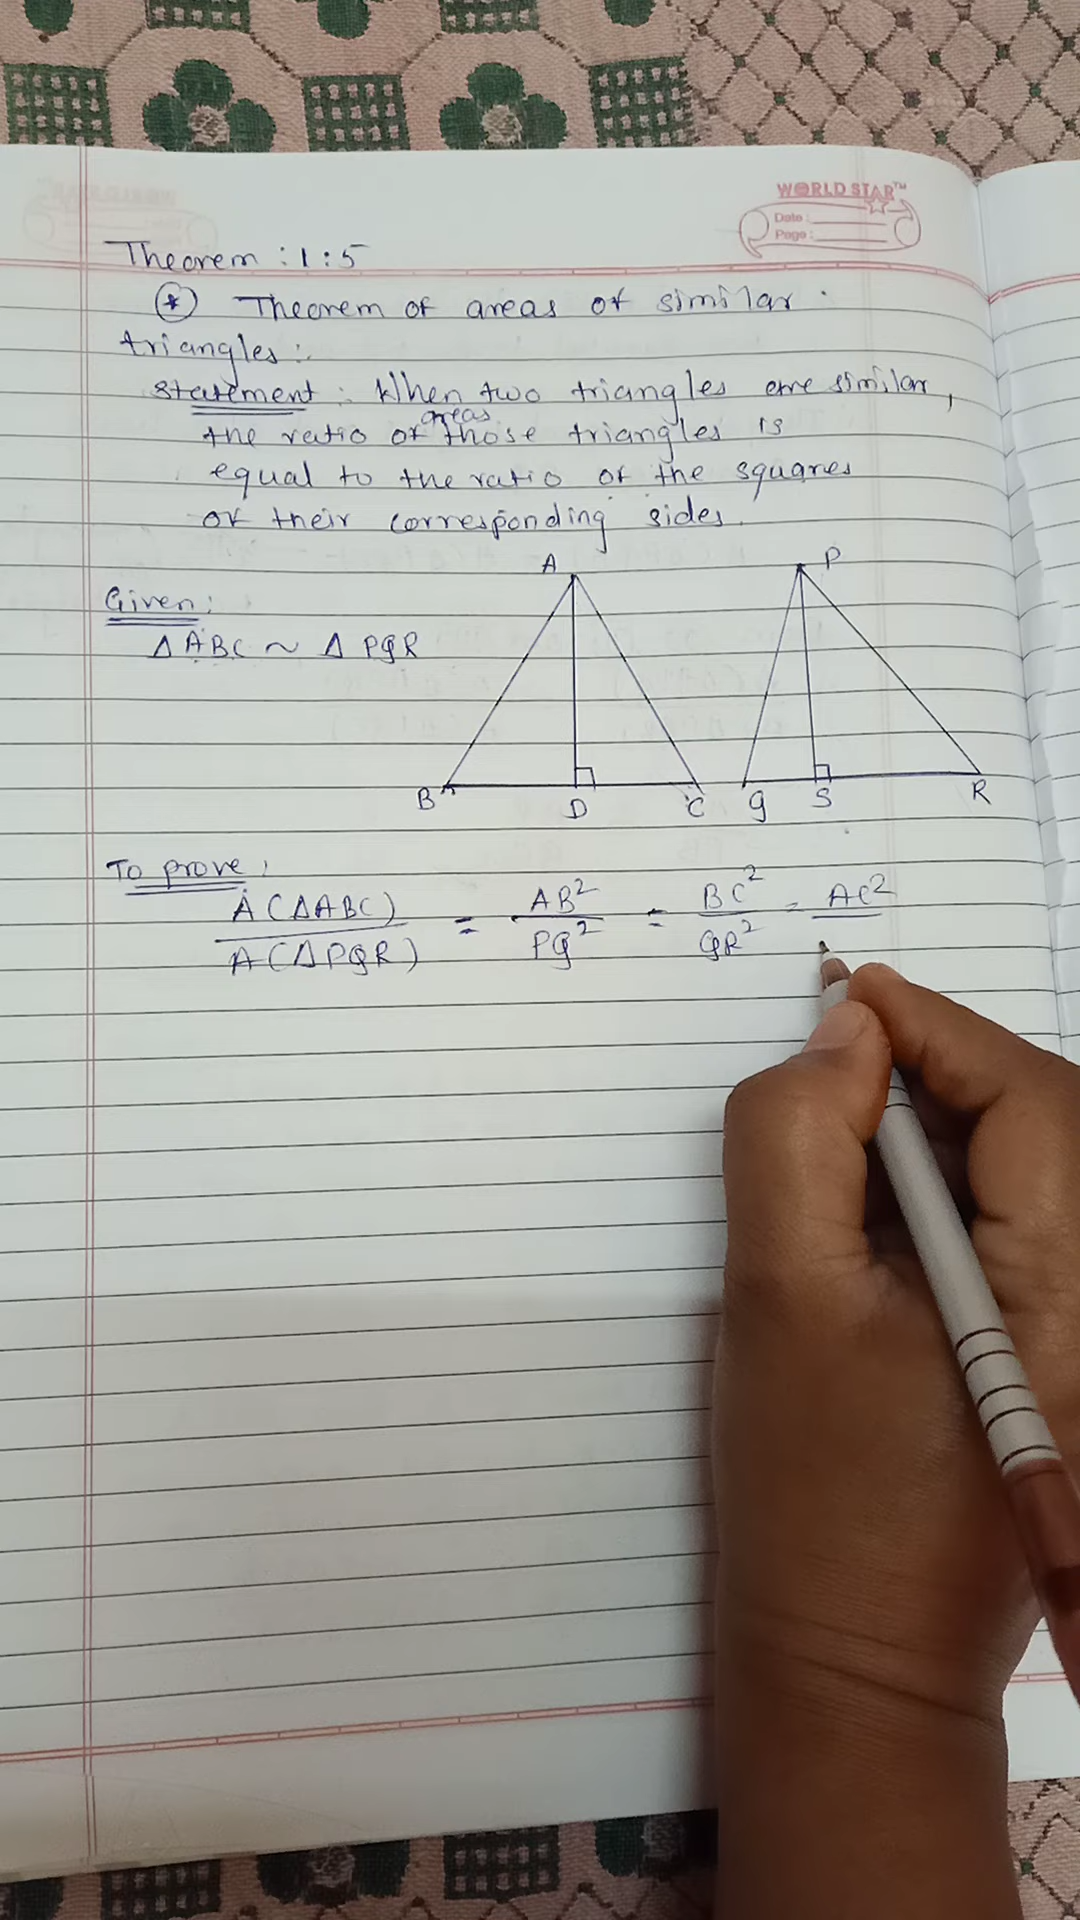 WORLD STAR™
Date:
Page:
Theorem : 1 : 5
* Theorem of areas of similar
triangles:
Statement: When two triangles are similar,
areas
the ratio of those triangles is
equal to the ratio of the squares
of their corresponding sides.
Given:
Δ ABC ~ Δ PQR
A
P
B
D
C
Q
S
R
To prove:
A(ΔABC) / A(ΔPQR) = AB² / PQ² = BC² / QR² = AC²